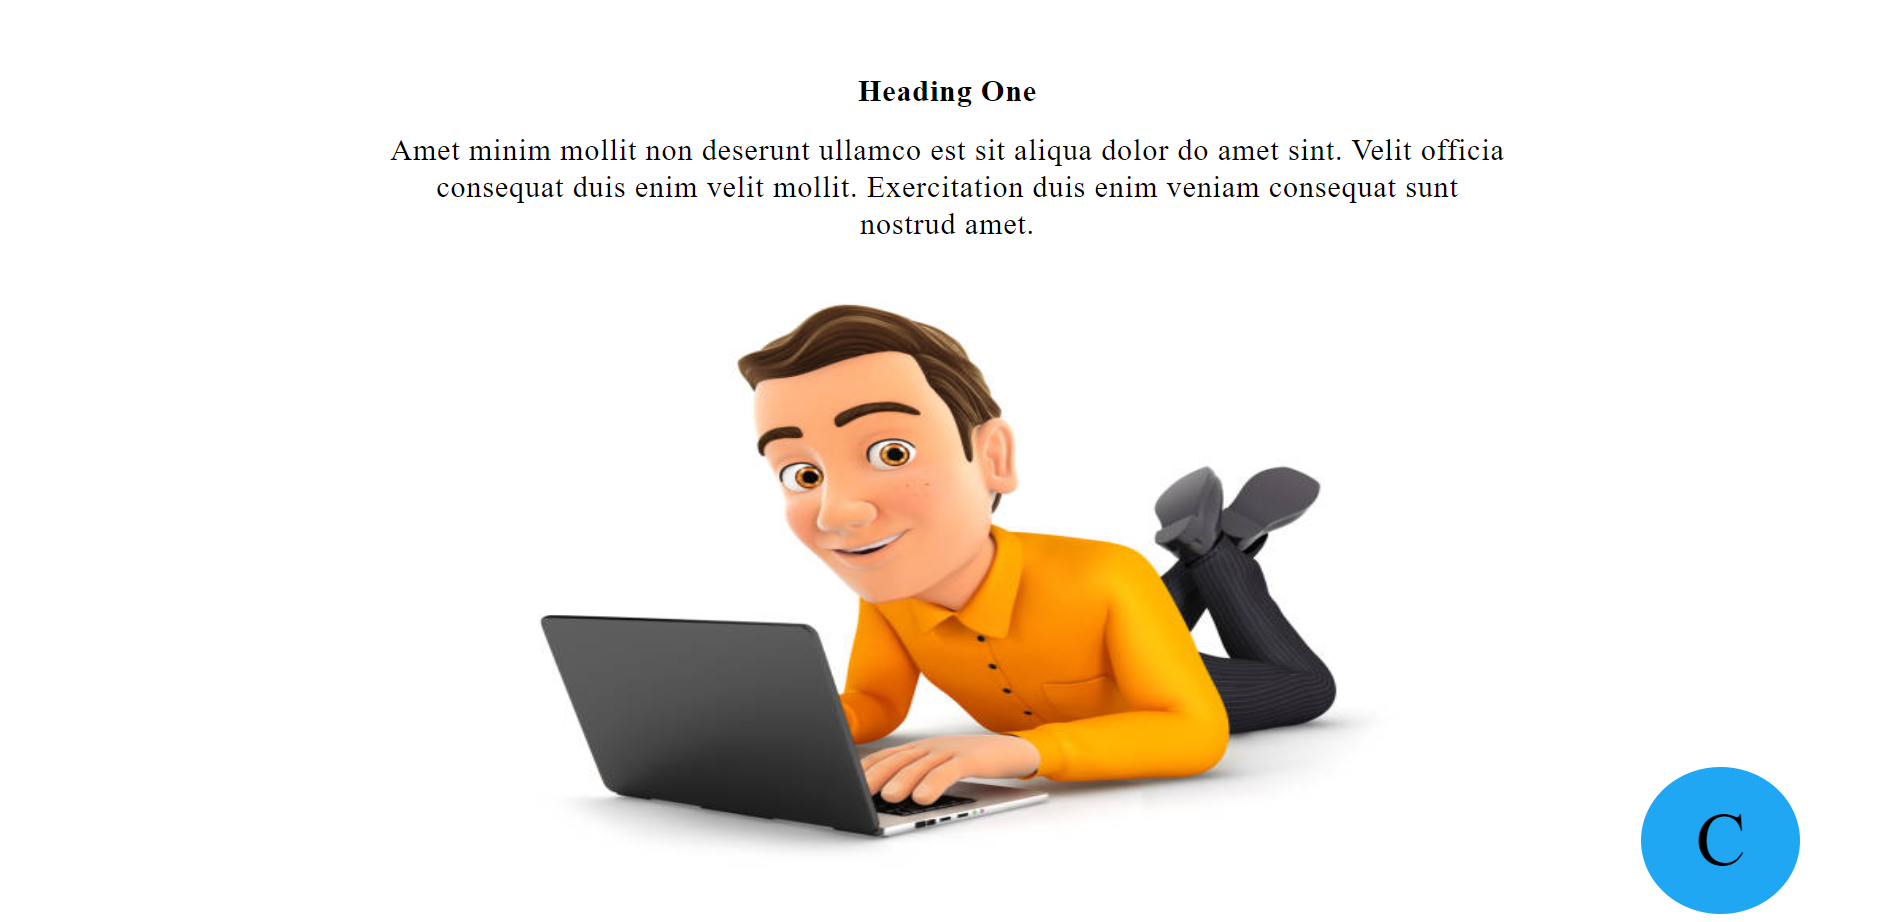 Heading One
Amet minim mollit non deserunt ullamco est sit aliqua dolor do amet sint. Velit officia
consequat duis enim velit mollit. Exercitation duis enim veniam consequat sunt
nostrud amet.
C